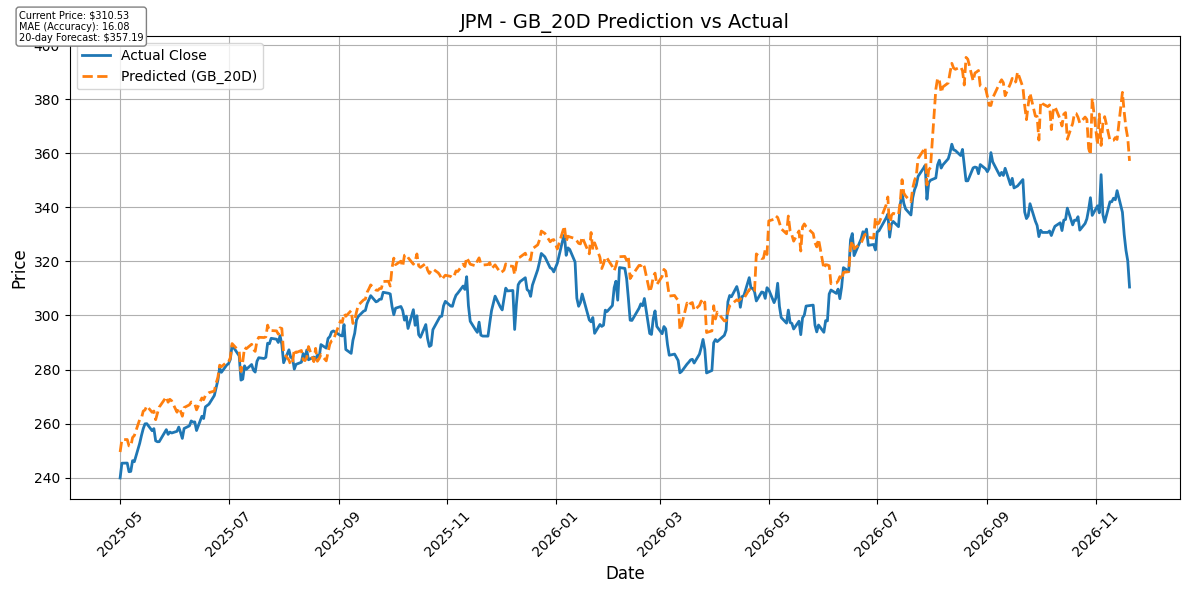 JPM - GB_20D Prediction vs Actual
Current Price: $310.53
MAE (Accuracy): 16.08
20-day Forecast: $357.19
Actual Close
Predicted (GB_20D)
Price
400
380
360
340
320
300
280
260
240
2025-05
2025-07
2025-09
2025-11
2026-01
2026-03
2026-05
2026-07
2026-09
2026-11
Date